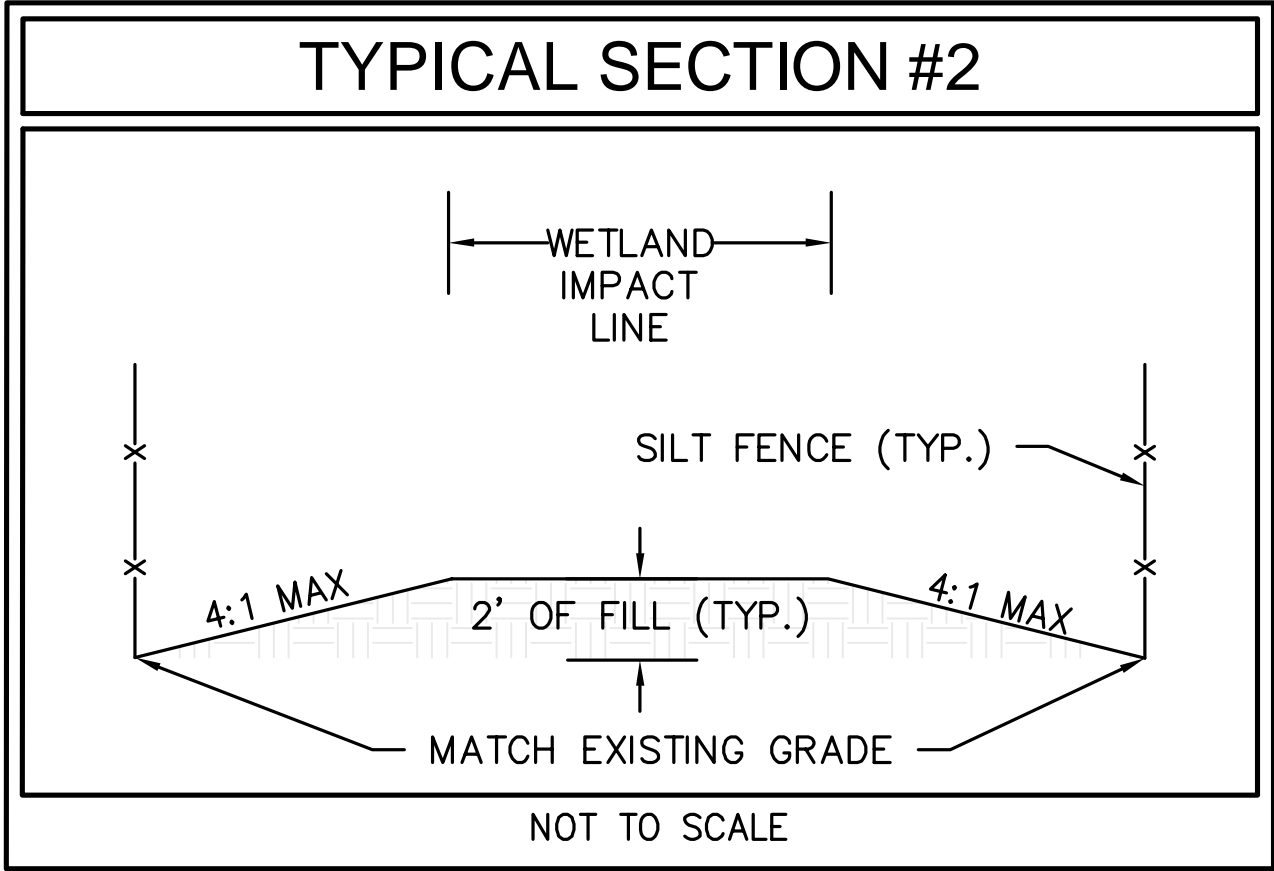 TYPICAL SECTION #2
WETLAND
IMPACT
LINE
SILT FENCE (TYP.)
4:1 MAX
2' OF FILL (TYP.)
4:1 MAX
MATCH EXISTING GRADE
NOT TO SCALE